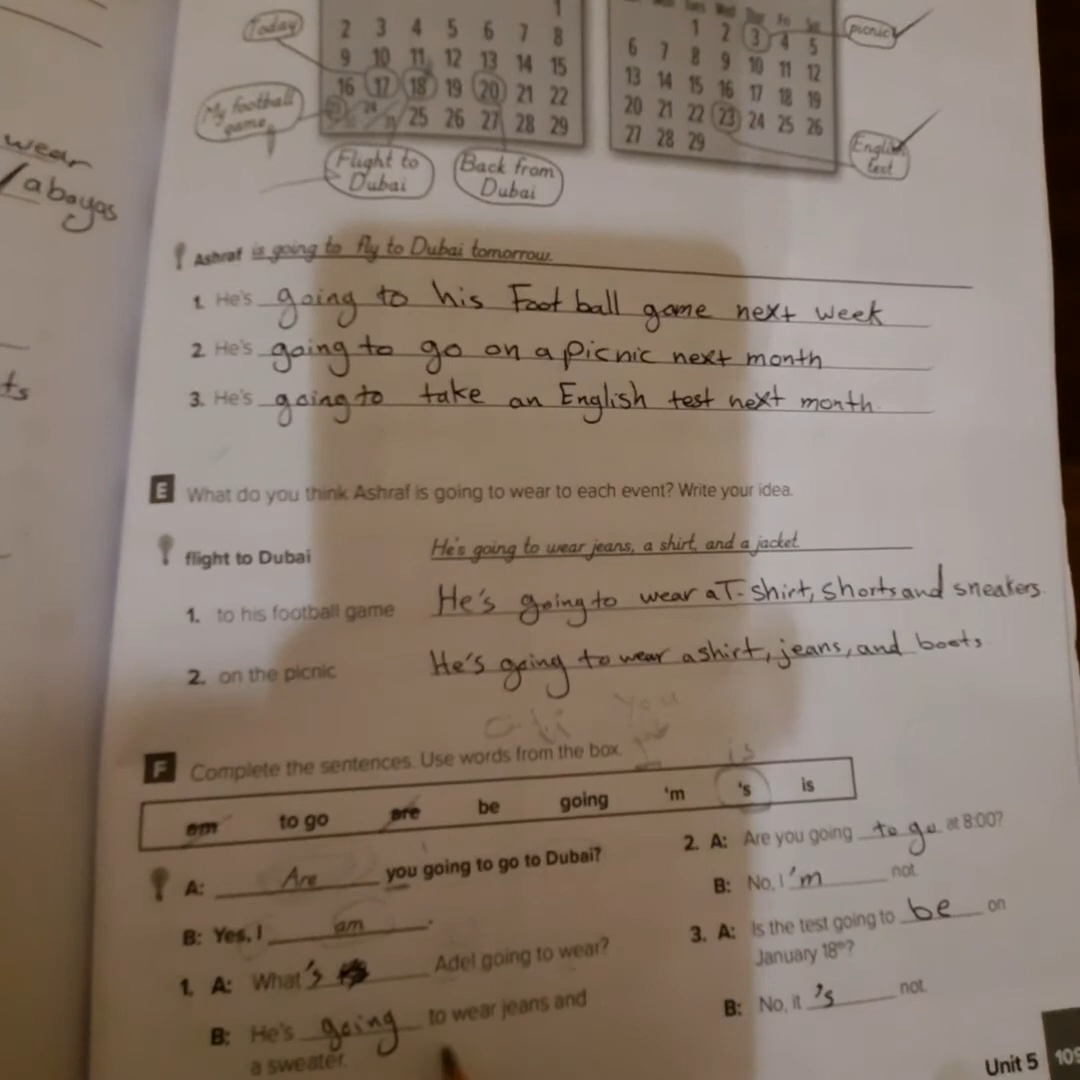 1
Today
2 3 4 5 6 7 8
9 10 11 12 13 14 15
16 17 18 19 20 21 22
25 26 27 28 29
My football game
Flight to Dubai
Back from Dubai
Tues Wed Thur Fri Sat
1 2 3 4 5
6 7 8 9 10 11 12
13 14 15 16 17 18 19
20 21 22 23 24 25 26
27 28 29
picnic
English test
wear
abayas
ts
Ashraf is going to fly to Dubai tomorrow.
1. He's going to his Foot ball game next week
2. He's going to go on a picnic next month
3. He's going to take an English test next month.
E What do you think Ashraf is going to wear to each event? Write your idea.
flight to Dubai He's going to wear jeans, a shirt, and a jacket.
1. to his football game He's going to wear a T-shirt, shorts and sneakers
2. on the picnic He's going to wear a shirt, jeans, and boots
You
is
F Complete the sentences. Use words from the box.
am to go are be going 'm 's is
A: Are you going to go to Dubai?
B: Yes, I am.
1. A: What 's Adel going to wear?
B: He's going to wear jeans and
a sweater.
2. A: Are you going to go at 8:00?
B: No, I 'm not.
3. A: Is the test going to be on
January 18th?
B: No, it 's not.
Unit 5 109